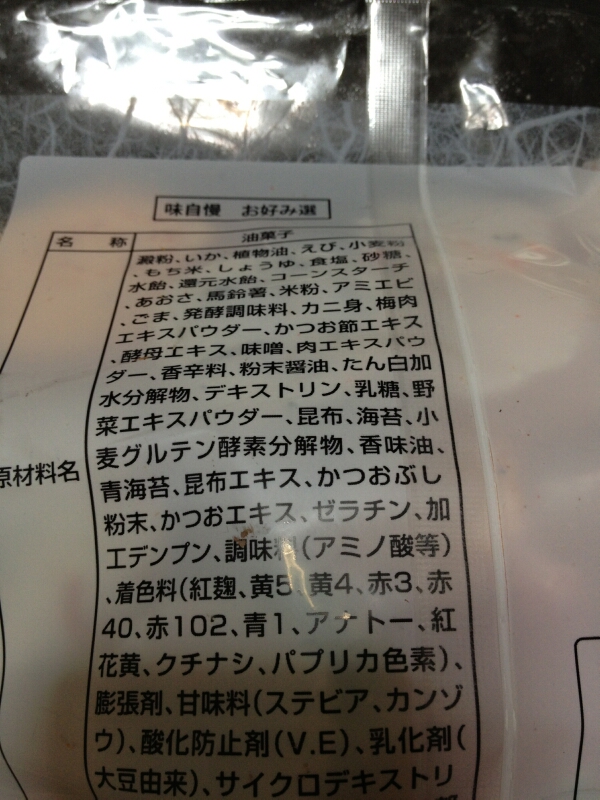 味自慢 お好み選
名 称 油菓子
原材料名
澱粉、いか、植物油、えび、小麦粉
、もち米、しょうゆ、食塩、砂糖、
水飴、還元水飴、コーンスターチ
、あおさ、馬鈴薯、米粉、アミエビ
、ごま、発酵調味料、カニ身、梅肉
エキスパウダー、かつお節エキス
、酵母エキス、味噌、肉エキスパウ
ダー、香辛料、粉末醤油、たん白加
水分解物、デキストリン、乳糖、野
菜エキスパウダー、昆布、海苔、小
麦グルテン酵素分解物、香味油、
青海苔、昆布エキス、かつおぶし
粉末、かつおエキス、ゼラチン、加
工デンプン、調味料(アミノ酸等)
、着色料(紅麹、黄5、黄4、赤3、赤
40、赤102、青1、アナトー、紅
花黄、クチナシ、パプリカ色素)、
膨張剤、甘味料(ステビア、カンゾ
ウ)、酸化防止剤(V.E)、乳化剤(
大豆由来)、サイクロデキストリ